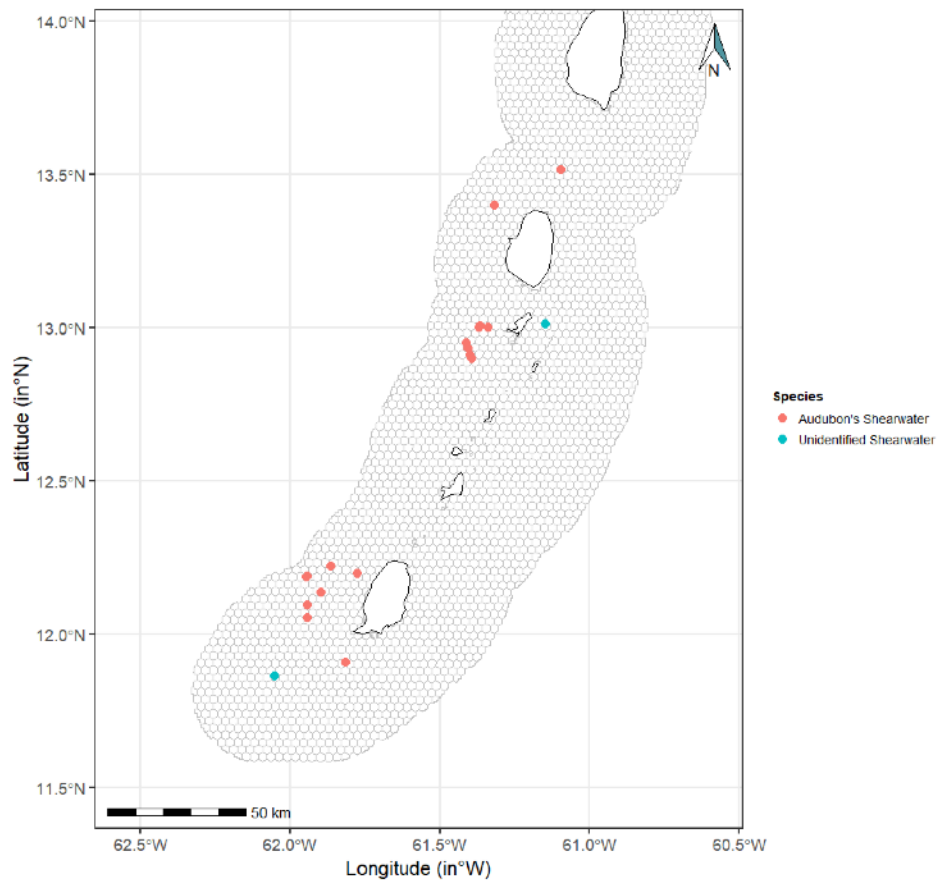 14.0°N
13.5°N
13.0°N
12.5°N
12.0°N
11.5°N
Latitude (in°N)
N
50 km
62.5°W 62.0°W 61.5°W 61.0°W 60.5°W
Longitude (in°W)
Species
Audubon's Shearwater
Unidentified Shearwater